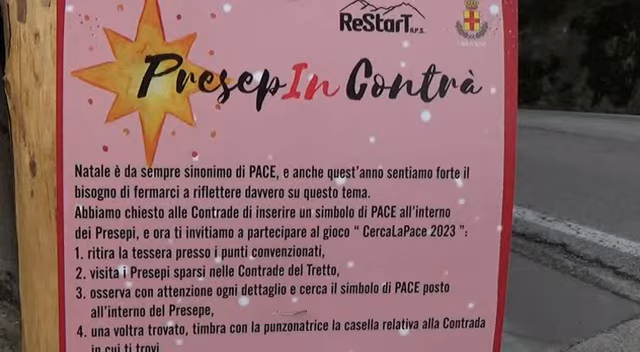 ReStarT A.P.S.
PresepIn Contrà
Natale è da sempre sinonimo di PACE, e anche quest'anno sentiamo forte il
bisogno di fermarci a riflettere davvero su questo tema.
Abbiamo chiesto alle Contrade di inserire un simbolo di PACE all'interno
dei Presepi, e ora ti invitiamo a partecipare al gioco " CercaLaPace 2023 ":
1. ritira la tessera presso i punti convenzionati,
2. visita i Presepi sparsi nelle Contrade del Tretto,
3. osserva con attenzione ogni dettaglio e cerca il simbolo di PACE posto
all'interno del Presepe,
4. una voltra trovato, timbra con la punzonatrice la casella relativa alla Contrada
in cui ti trovi